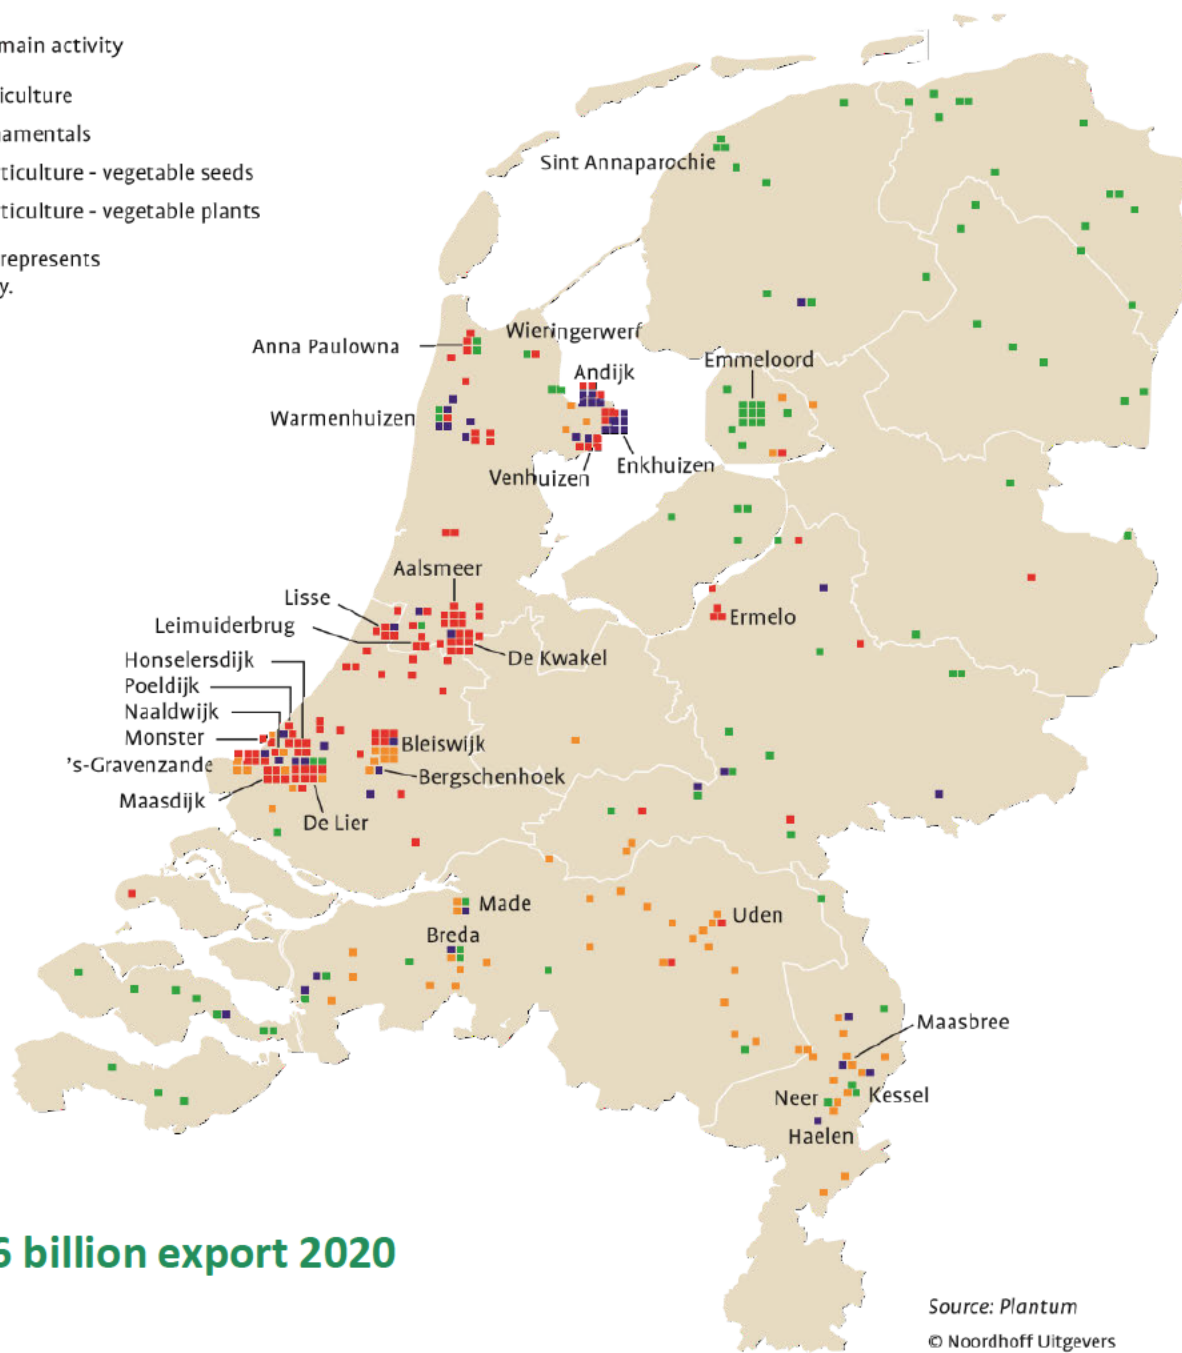 main activity
iculture
namentals
ticulture - vegetable seeds
ticulture - vegetable plants
represents
y.
Sint Annaparochie
Wieringerwerf
Anna Paulowna
Emmeloord
Andijk
Warmenhuizen
Enkhuizen
Venhuizen
Aalsmeer
Lisse
Ermelo
Leimuiderbrug
De Kwakel
Honselersdijk
Poeldijk
Naaldwijk
Monster
Bleiswijk
's-Gravenzande
Bergschenhoek
Maasdijk
De Lier
Made
Uden
Breda
Maasbree
Neer
Kessel
Haelen
6 billion export 2020
Source: Plantum
© Noordhoff Uitgevers